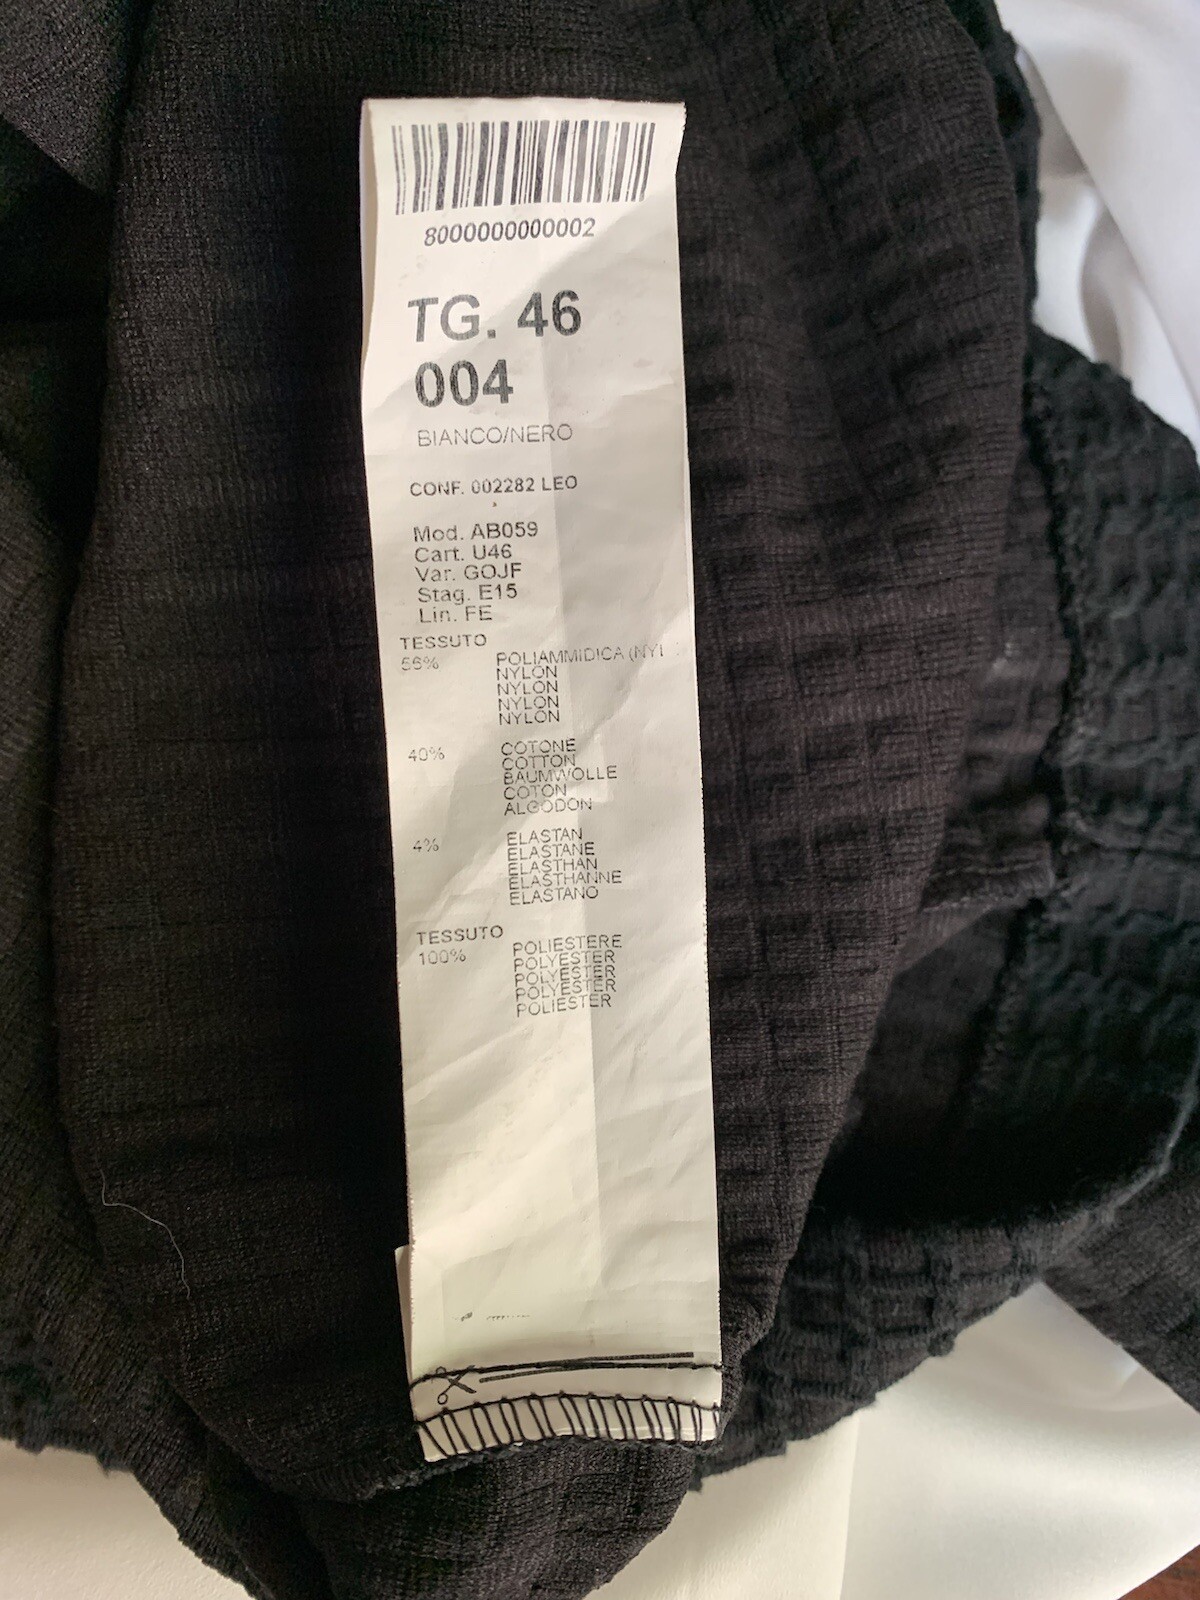 8000000000002
TG. 46
004
BIANCO/NERO
CONF. 002282 LEO
Mod. AB059
Cart. U46
Var. GOJF
Stag. E15
Lin. FE
TESSUTO
56% POLIAMMIDICA (NYl
NYLON
NYLON
NYLON
NYLON
40% COTONE
COTTON
BAUMWOLLE
COTON
ALGODON
4% ELASTAN
ELASTANE
ELASTHAN
ELASTHANNE
ELASTANO
TESSUTO
100% POLIESTERE
POLYESTER
POLYESTER
POLYESTER
POLIESTER